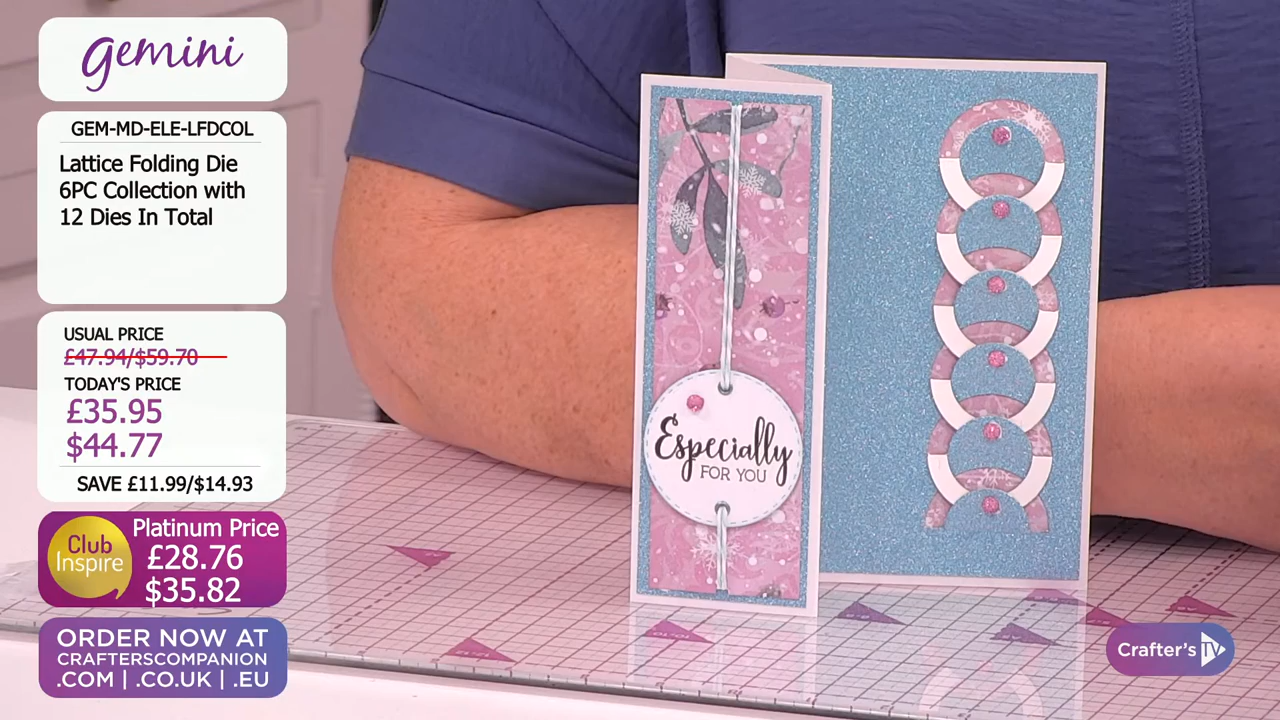 gemini
GEM-MD-ELE-LFDCOL
Lattice Folding Die
6PC Collection with
12 Dies In Total
USUAL PRICE
£47.94/$59.70
TODAY'S PRICE
£35.95
$44.77
SAVE £11.99/$14.93
Club
Inspire
Platinum Price
£28.76
$35.82
ORDER NOW AT
CRAFTERSCOMPANION
.COM | .CO.UK | .EU
Especially
FOR YOU
Crafter's TV